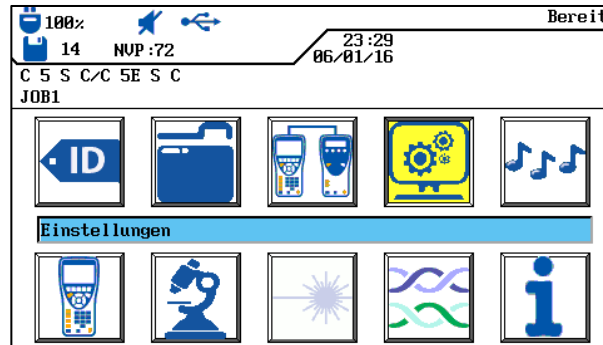 100% Bereit
14 NVP:72 23:29
06/01/16
C 5 S C/C 5E S C
JOB1
ID
Einstellungen